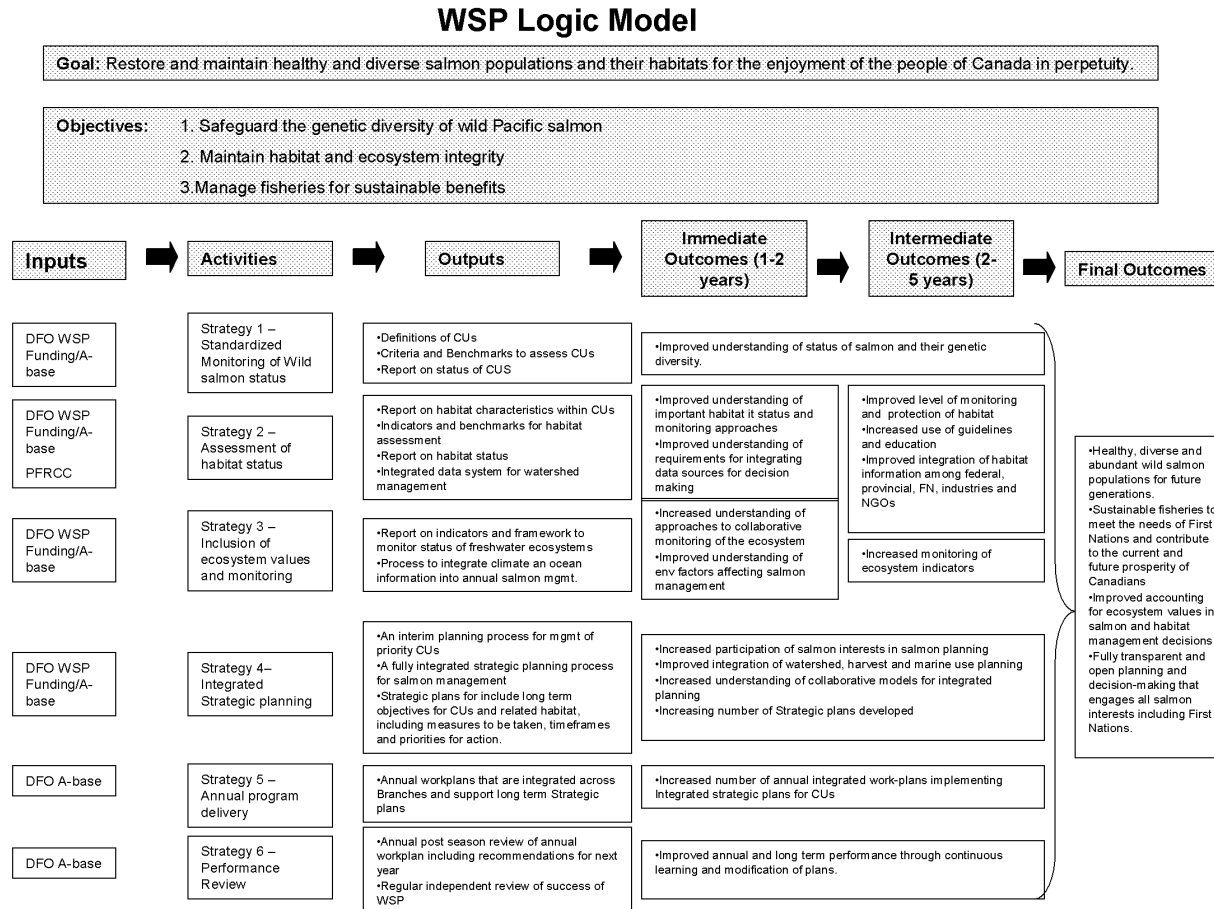 WSP Logic Model
Goal: Restore and maintain healthy and diverse salmon populations and their habitats for the enjoyment of the people of Canada in perpetuity.
Objectives: 1. Safeguard the genetic diversity of wild Pacific salmon
2. Maintain habitat and ecosystem integrity
3.Manage fisheries for sustainable benefits
Inputs
Activities
Outputs
Immediate
Outcomes (1-2
years)
Intermediate
Outcomes (2-
5 years)
Final Outcomes
DFO WSP
Funding/A-
base
Strategy 1 –
Standardized
Monitoring of Wild
salmon status
•Definitions of CUs
•Criteria and Benchmarks to assess CUs
•Report on status of CUS
•Improved understanding of status of salmon and their genetic
diversity.
DFO WSP
Funding/A-
base
PFRCC
Strategy 2 –
Assessment of
habitat status
•Report on habitat characteristics within CUs
•Indicators and benchmarks for habitat
assessment
•Report on habitat status
•Integrated data system for watershed
management
•Improved understanding of
important habitat it status and
monitoring approaches
•Improved understanding of
requirements for integrating
data sources for decision
making
•Improved level of monitoring
and protection of habitat
•Increased use of guidelines
and education
•Improved integration of habitat
information among federal,
provincial, FN, industries and
NGOs
DFO WSP
Funding/A-
base
Strategy 3 –
Inclusion of
ecosystem values
and monitoring
•Report on indicators and framework to
monitor status of freshwater ecosystems
•Process to integrate climate an ocean
information into annual salmon mgmt.
•Increased understanding of
approaches to collaborative
monitoring of the ecosystem
•Improved understanding of
env factors affecting salmon
management
•Increased monitoring of
ecosystem indicators
DFO WSP
Funding/A-
base
Strategy 4–
Integrated
Strategic planning
•An interim planning process for mgmt of
priority CUs
•A fully integrated strategic planning process
for salmon management
•Strategic plans for include long term
objectives for CUs and related habitat,
including measures to be taken, timeframes
and priorities for action.
•Increased participation of salmon interests in salmon planning
•Improved integration of watershed, harvest and marine use planning
•Increased understanding of collaborative models for integrated
planning
•Increasing number of Strategic plans developed
DFO A-base
Strategy 5 –
Annual program
delivery
•Annual workplans that are integrated across
Branches and support long term Strategic
plans
•Increased number of annual integrated work-plans implementing
Integrated strategic plans for CUs
DFO A-base
Strategy 6 –
Performance
Review
•Annual post season review of annual
workplan including recommendations for next
year
•Regular independent review of success of
WSP
•Improved annual and long term performance through continuous
learning and modification of plans.
•Healthy, diverse and
abundant wild salmon
populations for future
generations.
•Sustainable fisheries to
meet the needs of First
Nations and contribute
to the current and
future prosperity of
Canadians
•Improved accounting
for ecosystem values in
salmon and habitat
management decisions
•Fully transparent and
open planning and
decision-making that
engages all salmon
interests including First
Nations.